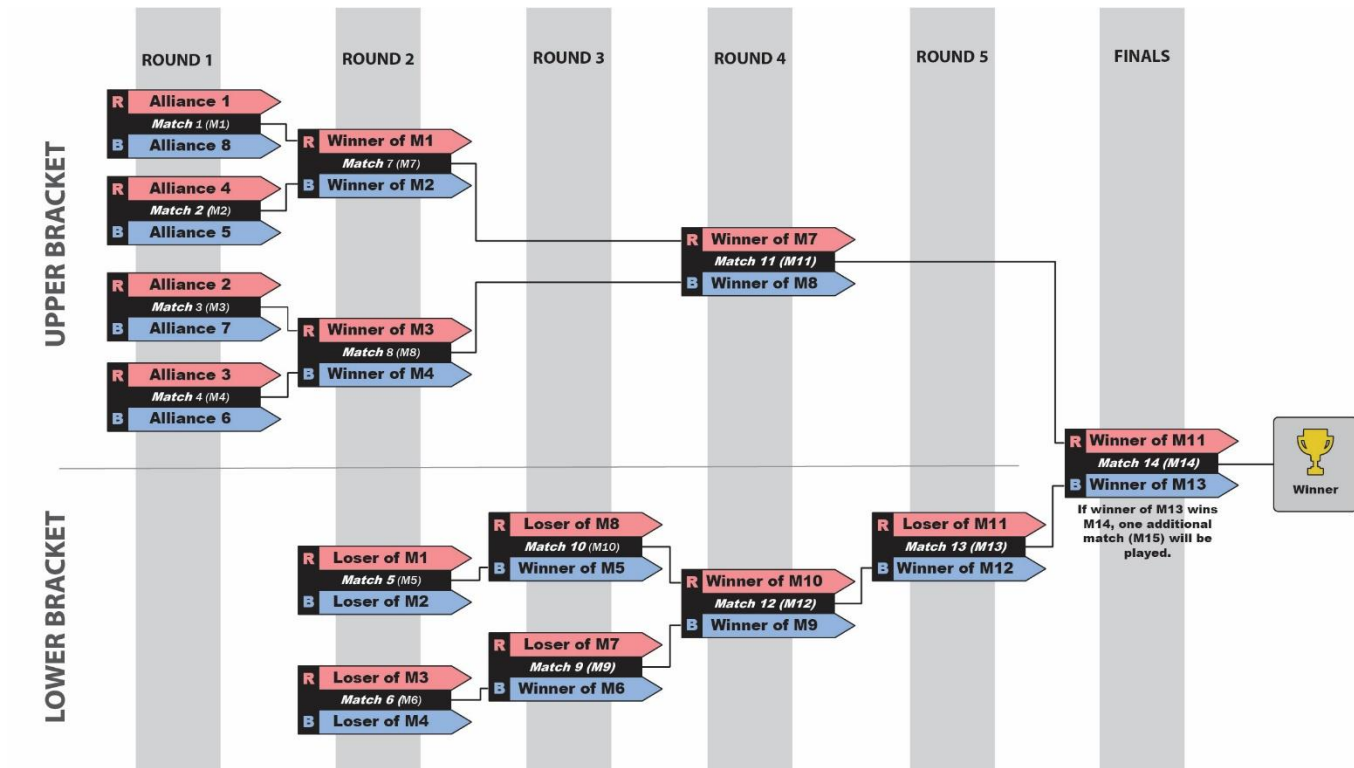 ROUND 1
ROUND 2
ROUND 3
ROUND 4
ROUND 5
FINALS
UPPER BRACKET
R Alliance 1
Match 1 (M1)
B Alliance 8
R Alliance 4
Match 2 (M2)
B Alliance 5
R Alliance 2
Match 3 (M3)
B Alliance 7
R Alliance 3
Match 4 (M4)
B Alliance 6
R Winner of M1
Match 7 (M7)
B Winner of M2
R Winner of M3
Match 8 (M8)
B Winner of M4
R Winner of M7
Match 11 (M11)
B Winner of M8
LOWER BRACKET
R Loser of M1
Match 5 (M5)
B Loser of M2
R Loser of M3
Match 6 (M6)
B Loser of M4
R Loser of M8
Match 10 (M10)
B Winner of M5
R Loser of M7
Match 9 (M9)
B Winner of M6
R Winner of M10
Match 12 (M12)
B Winner of M9
R Loser of M11
Match 13 (M13)
B Winner of M12
R Winner of M11
Match 14 (M14)
B Winner of M13
If winner of M13 wins
M14, one additional
match (M15) will be
played.
Winner